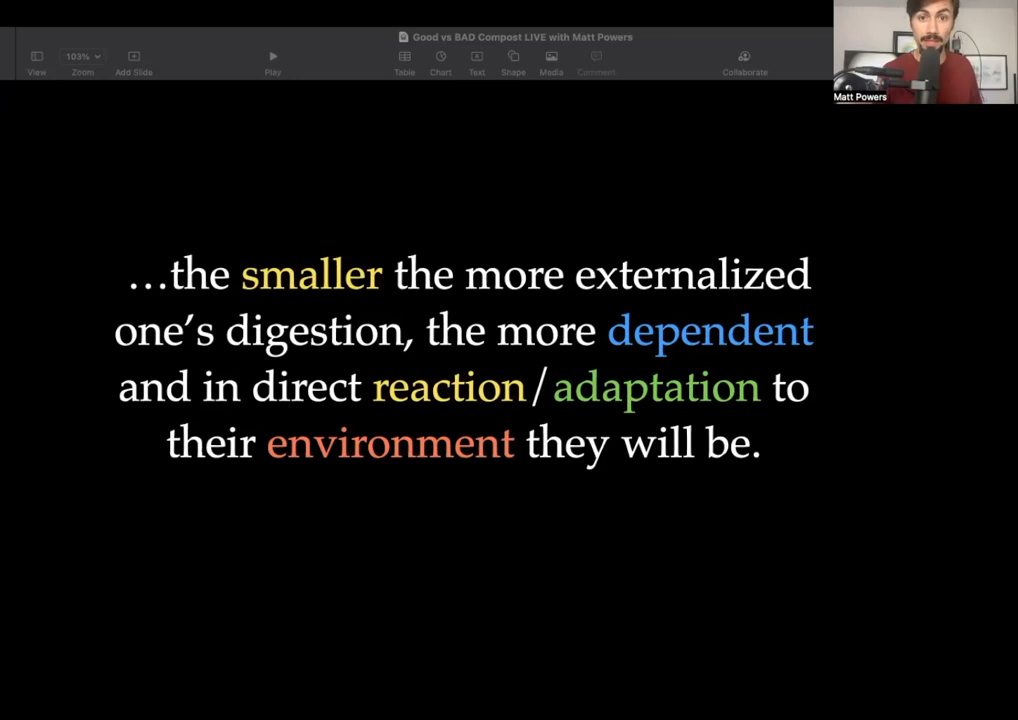 Good vs BAD Compost LIVE with Matt Powers
103%
View
Zoom
Add Slide
Play
Table
Chart
Text
Shape
Media
Comment
Collaborate
Matt Powers
…the smaller the more externalized
one’s digestion, the more dependent
and in direct reaction/adaptation to
their environment they will be.